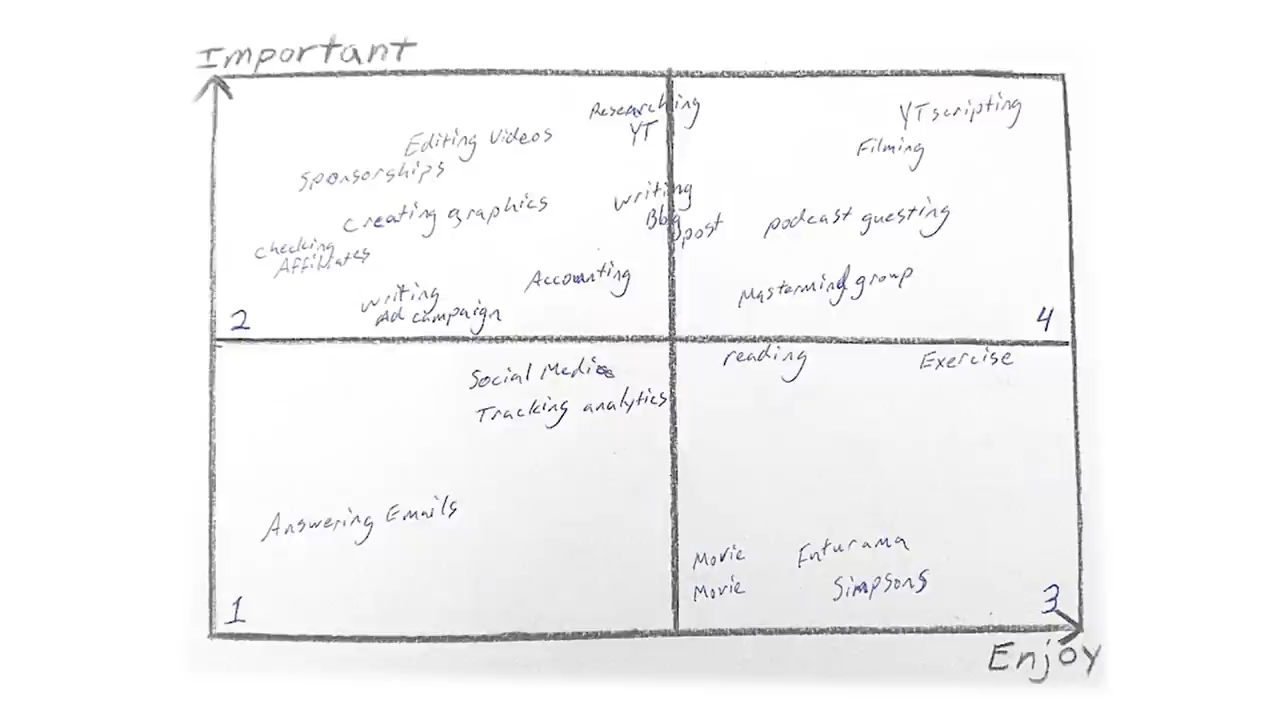 Important
Researching
YT
Editing Videos
Sponsorships
Creating graphics
Writing
Blog
post
Checking
Affiliates
Writing
Ad campaign
Accounting
2
YT scripting
Filming
podcast guesting
Mastermind group
4
Social Media
Tracking analytics
Answering Emails
1
reading
Exercise
Movie
Futurama
Movie
Simpsons
3
Enjoy